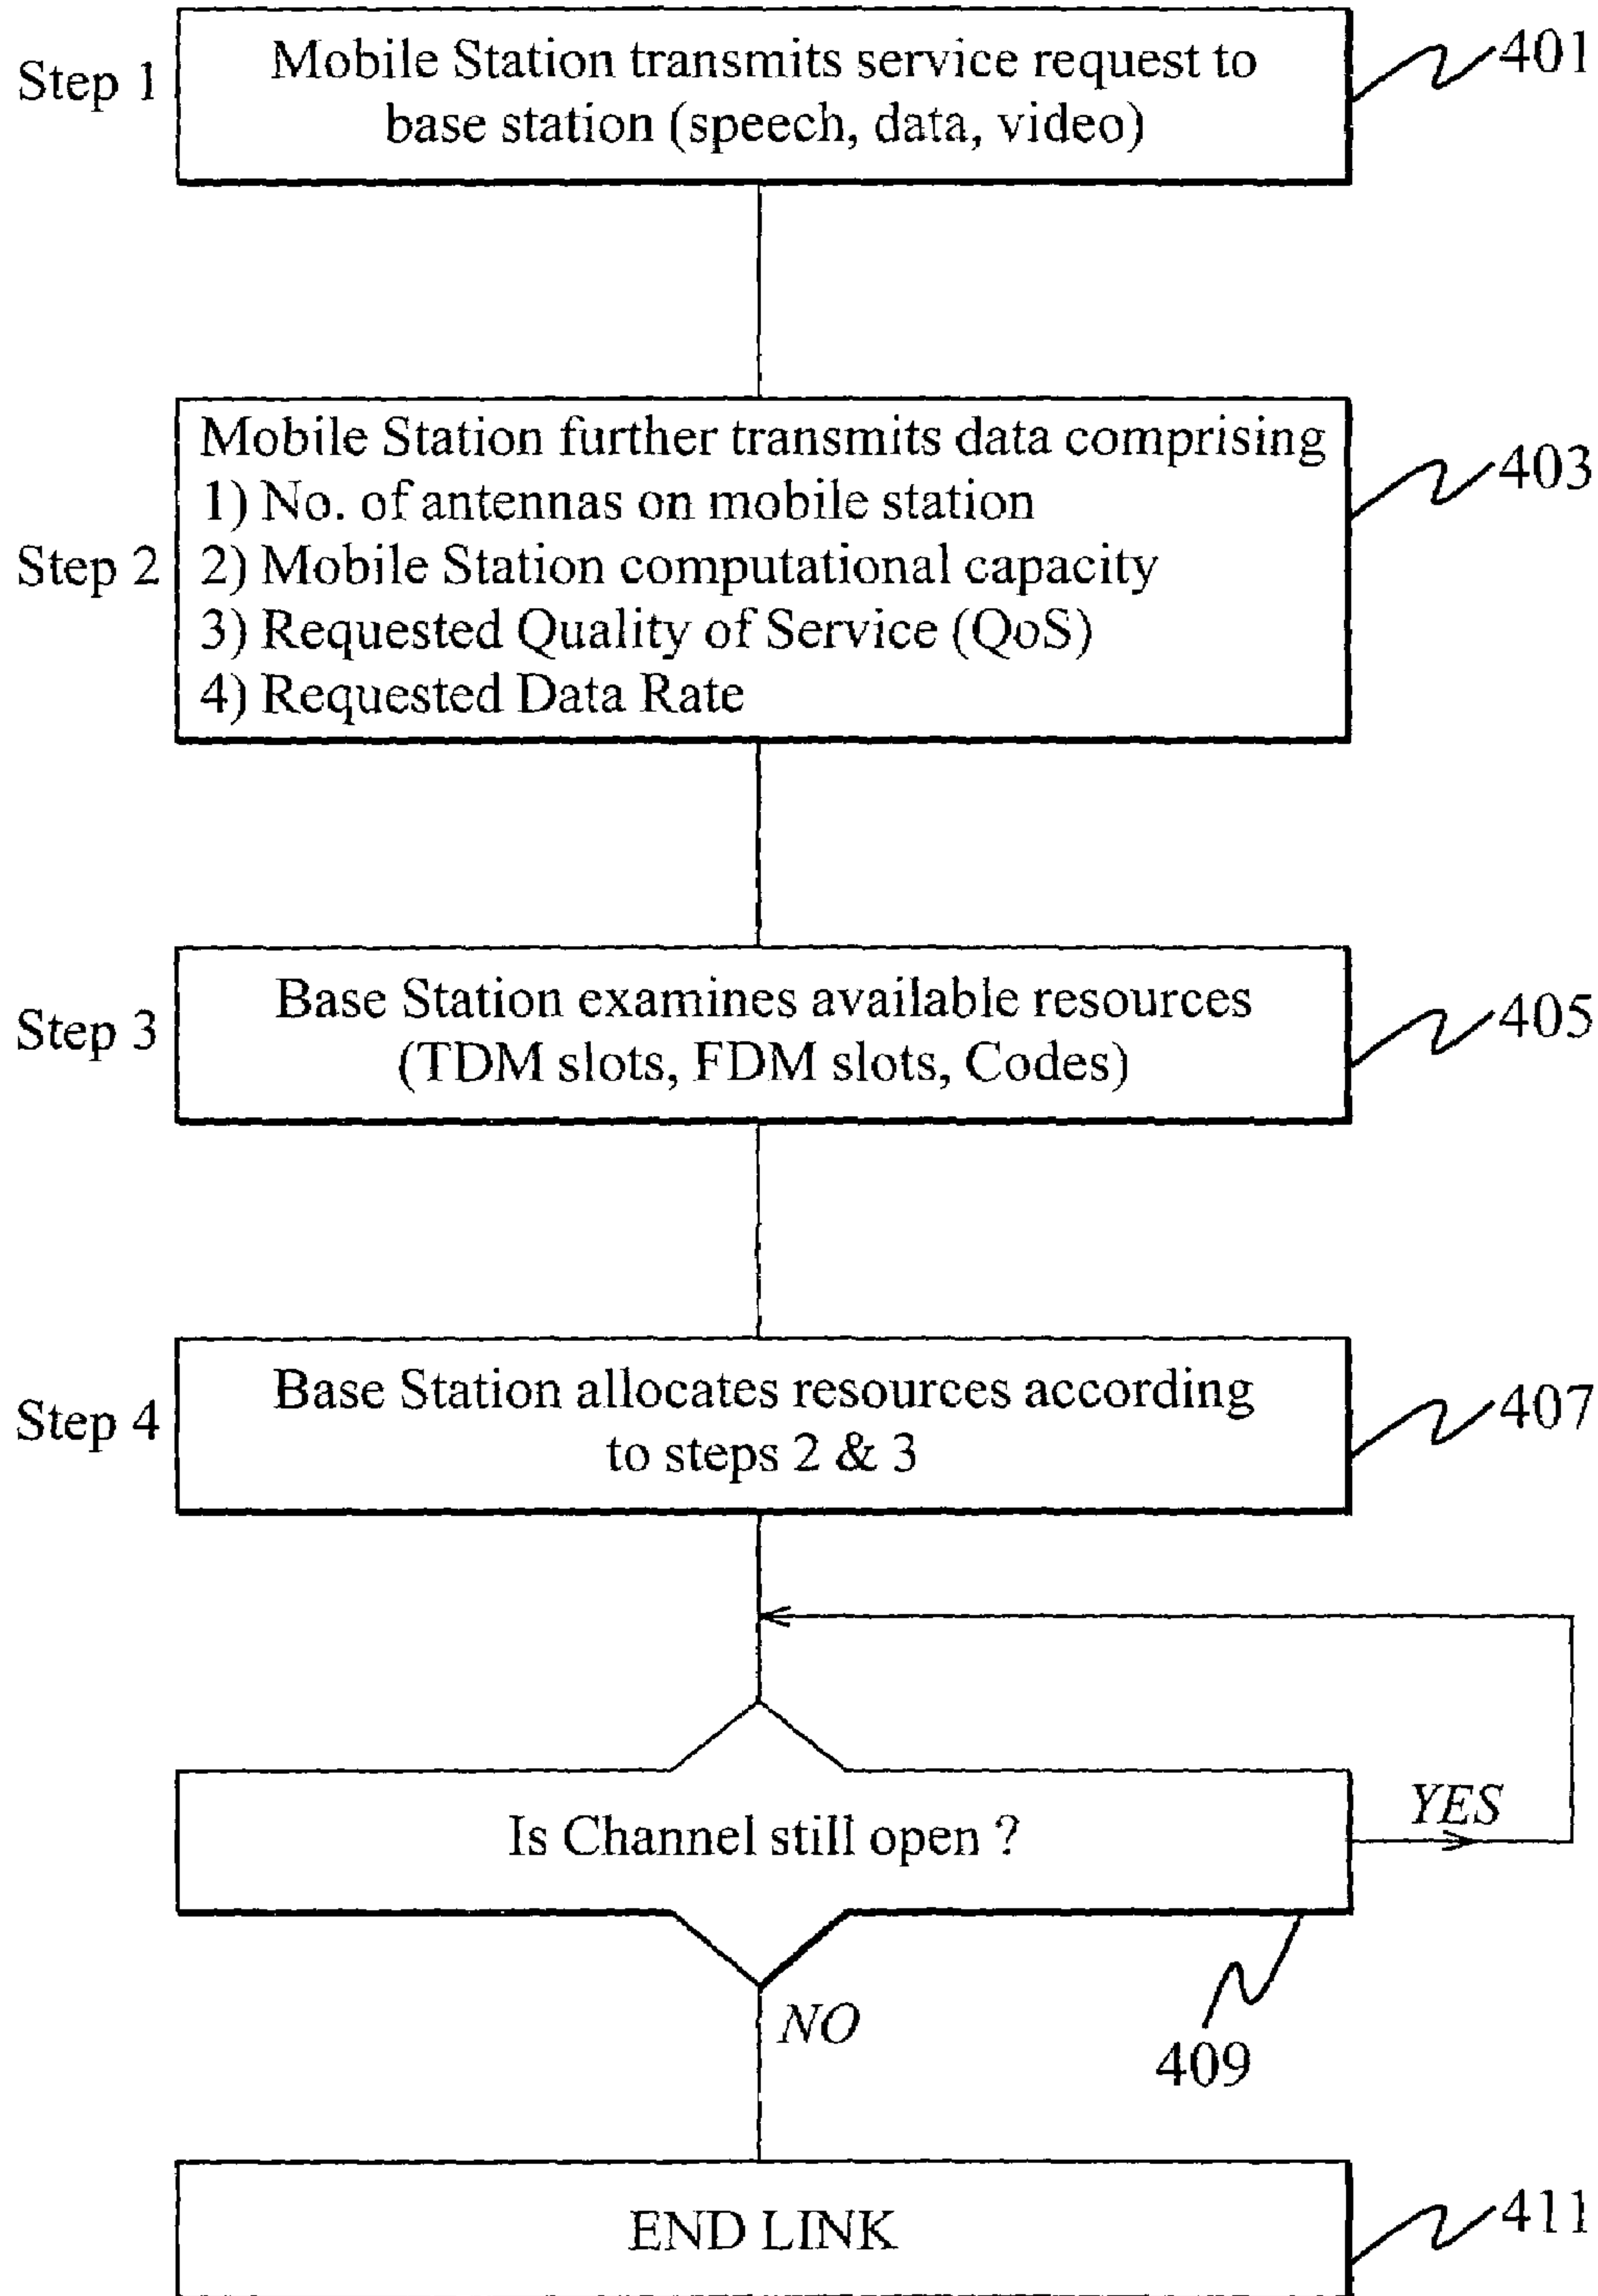 Step 1
Mobile Station transmits service request to
base station (speech, data, video)
401
Step 2
Mobile Station further transmits data comprising
1) No. of antennas on mobile station
2) Mobile Station computational capacity
3) Requested Quality of Service (QoS)
4) Requested Data Rate
403
Step 3
Base Station examines available resources
(TDM slots, FDM slots, Codes)
405
Step 4
Base Station allocates resources according
to steps 2 & 3
407
Is Channel still open ?
YES
NO
409
END LINK
411